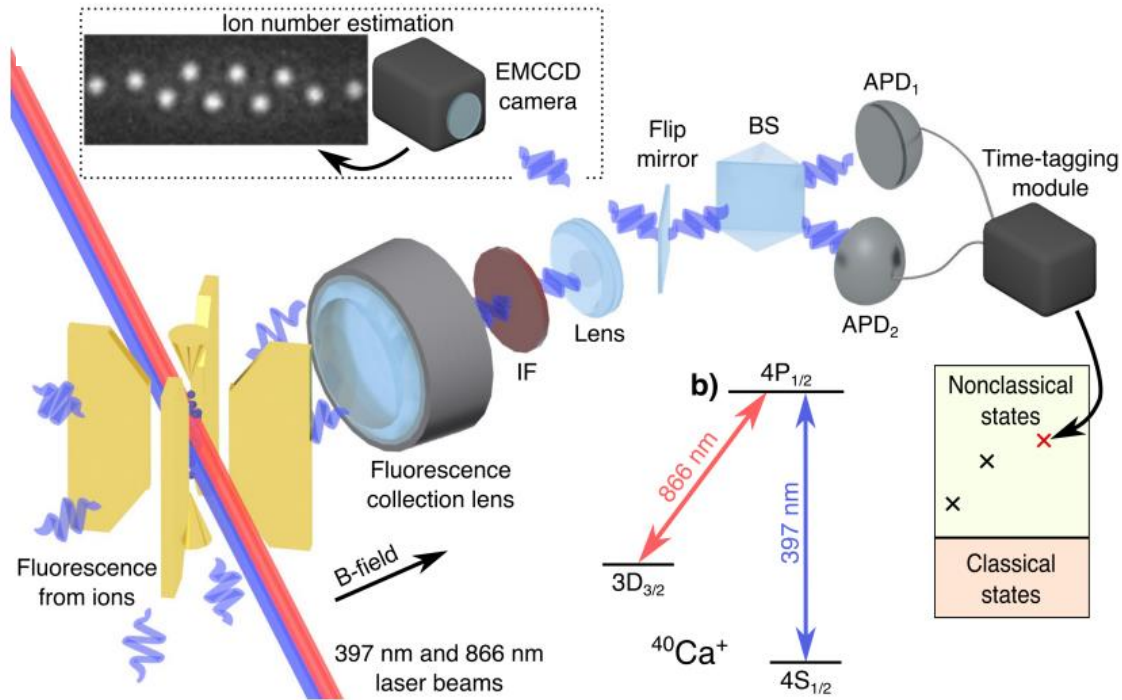 Ion number estimation
EMCCD
camera
Flip
mirror
BS
APD₁
Time-tagging
module
APD₂
Lens
IF
Fluorescence
collection lens
Fluorescence
from ions
B-field
397 nm and 866 nm
laser beams
b)
4P₁/₂
866 nm
397 nm
3D₃/₂
⁴⁰Ca⁺
4S₁/₂
Nonclassical
states
Classical
states